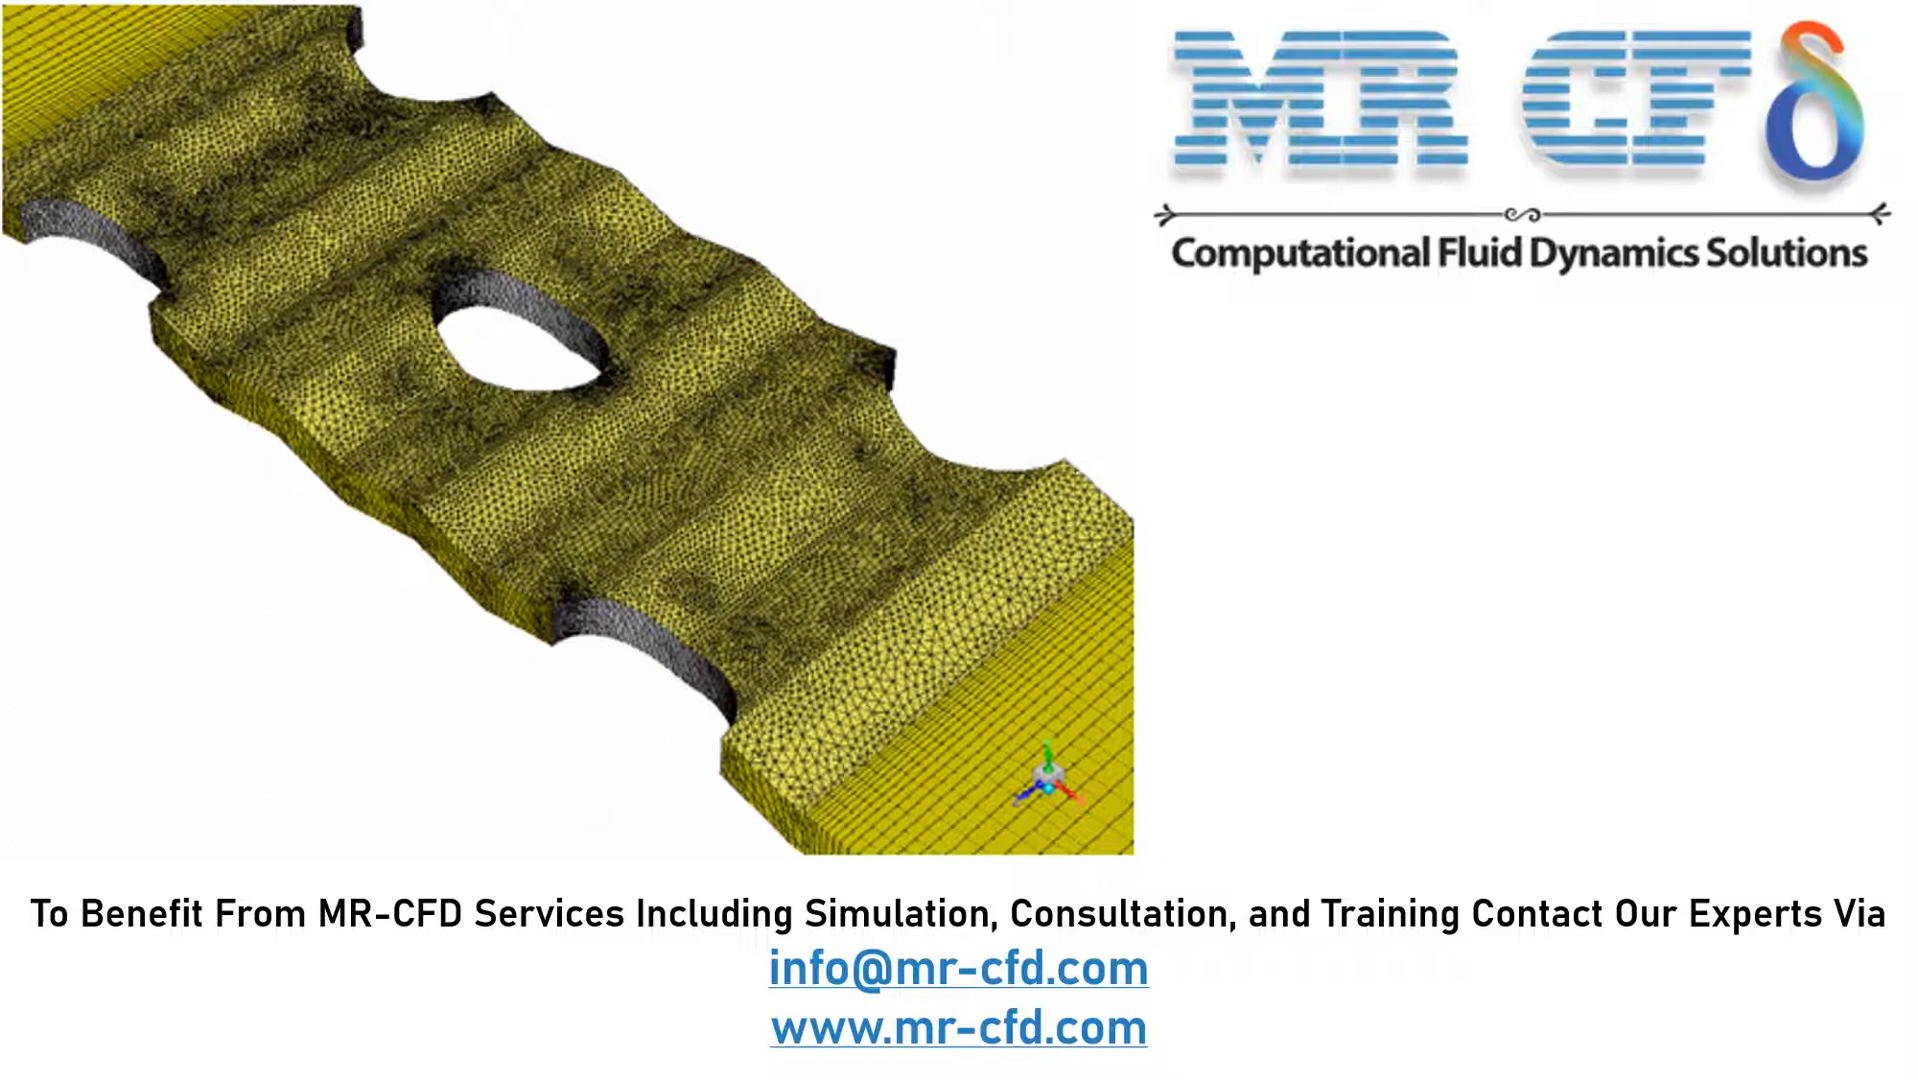 MR CFδ
Computational Fluid Dynamics Solutions
To Benefit From MR-CFD Services Including Simulation, Consultation, and Training Contact Our Experts Via
info@mr-cfd.com
www.mr-cfd.com